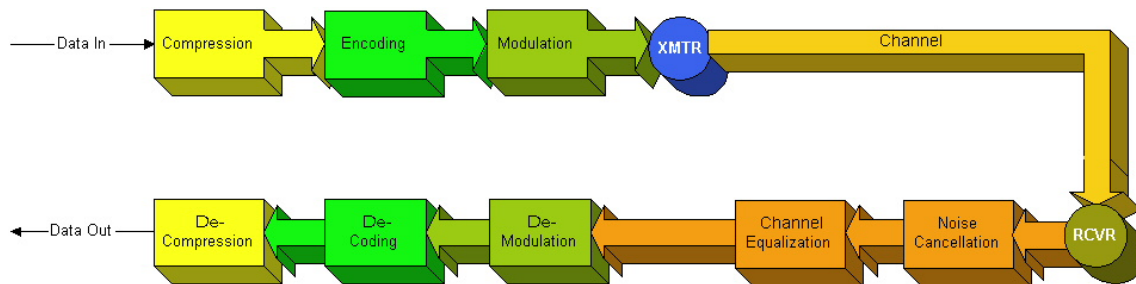 Data In
Compression
Encoding
Modulation
XMTR
Channel
Data Out
De-
Compression
De-
Coding
De-
Modulation
Channel
Equalization
Noise
Cancellation
RCVR